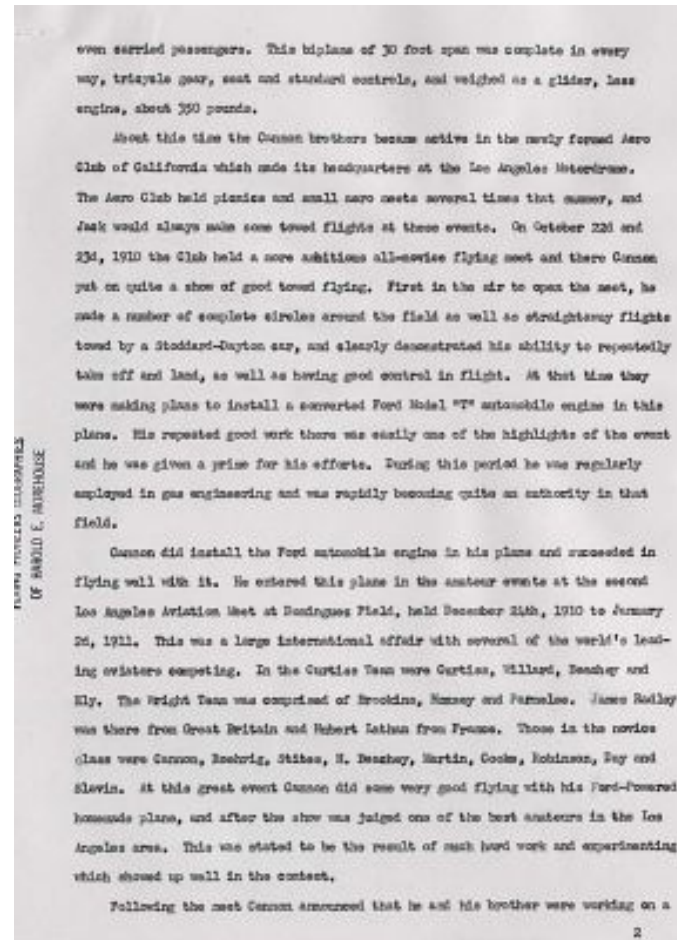 even carried passengers. This biplane of 30 foot span was complete in every
way, tricycle gear, seat and standard controls, and weighed as a glider, less
engine, about 350 pounds.
About this time the Cannon brothers became active in the newly formed Aero
Club of California which made its headquarters at the Los Angeles Motordrome.
The Aero Club held picnics and small aero meets several times that summer, and
Jack would always make some towed flights at these events. On October 22d and
23d, 1910 the Club held a more ambitious all-novice flying meet and there Cannon
put on quite a show of good towed flying. First in the air to open the meet, he
made a number of complete circles around the field as well as straightaway flights
towed by a Stoddard-Dayton car, and clearly demonstrated his ability to repeatedly
take off and land, as well as having good control in flight. At that time they
were making plans to install a converted Ford Model "T" automobile engine in this
plane. His repeated good work there was easily one of the highlights of the event
and he was given a prize for his efforts. During this period he was regularly
employed in gas engineering and was rapidly becoming quite an authority in that
field.
Cannon did install the Ford automobile engine in his plane and succeeded in
flying well with it. He entered this plane in the amateur events at the second
Los Angeles Aviation Meet at Dominguez Field, held December 24th, 1910 to January
2d, 1911. This was a large international affair with several of the world's lead-
ing aviators competing. In the Curtiss Team were Curtiss, Willard, Beachey and
Ely. The Wright Team was comprised of Brookins, Hoxsey and Parmelee. James Radley
was there from Great Britain and Hubert Latham from France. Those in the novice
class were Cannon, Roehrig, Stites, H. Beachey, Martin, Cooke, Robinson, Day and
Slavin. At this great event Cannon did some very good flying with his Ford-Powered
homemade plane, and after the show was judged one of the best amateurs in the Los
Angeles area. This was stated to be the result of much hard work and experimenting
which showed up well in the contest.
Following the meet Cannon announced that he and his brother were working on a
2
PIONEERS BIOGRAPHIES
OF HAROLD E. MOREHOUSE